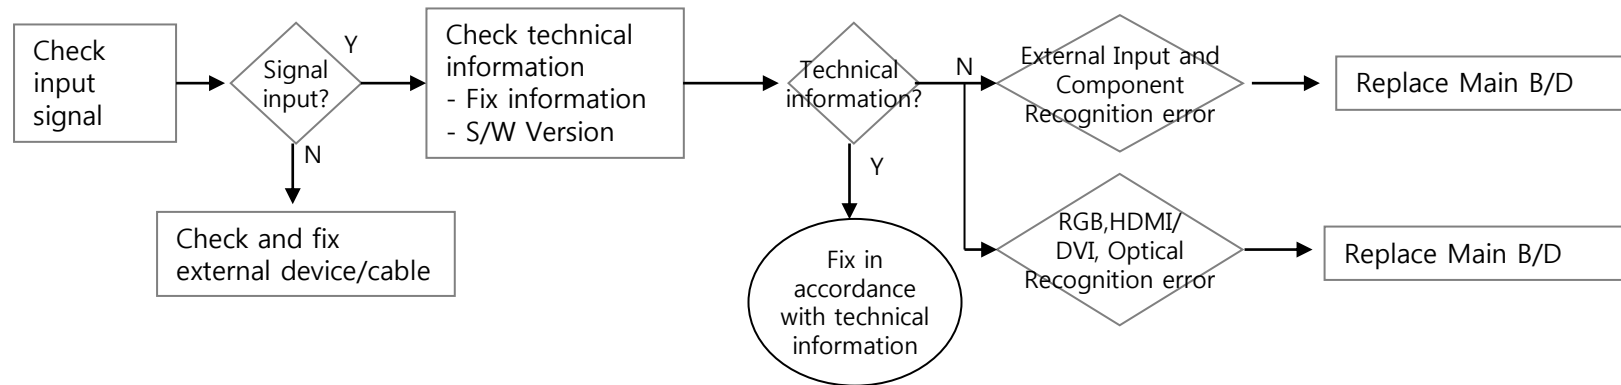 Check
input
signal
Signal
input?
Y
N
Check and fix
external device/cable
Check technical
information
- Fix information
- S/W Version
Technical
information?
N
Y
Fix in
accordance
with technical
information
External Input and
Component
Recognition error
Replace Main B/D
RGB,HDMI/
DVI, Optical
Recognition error
Replace Main B/D